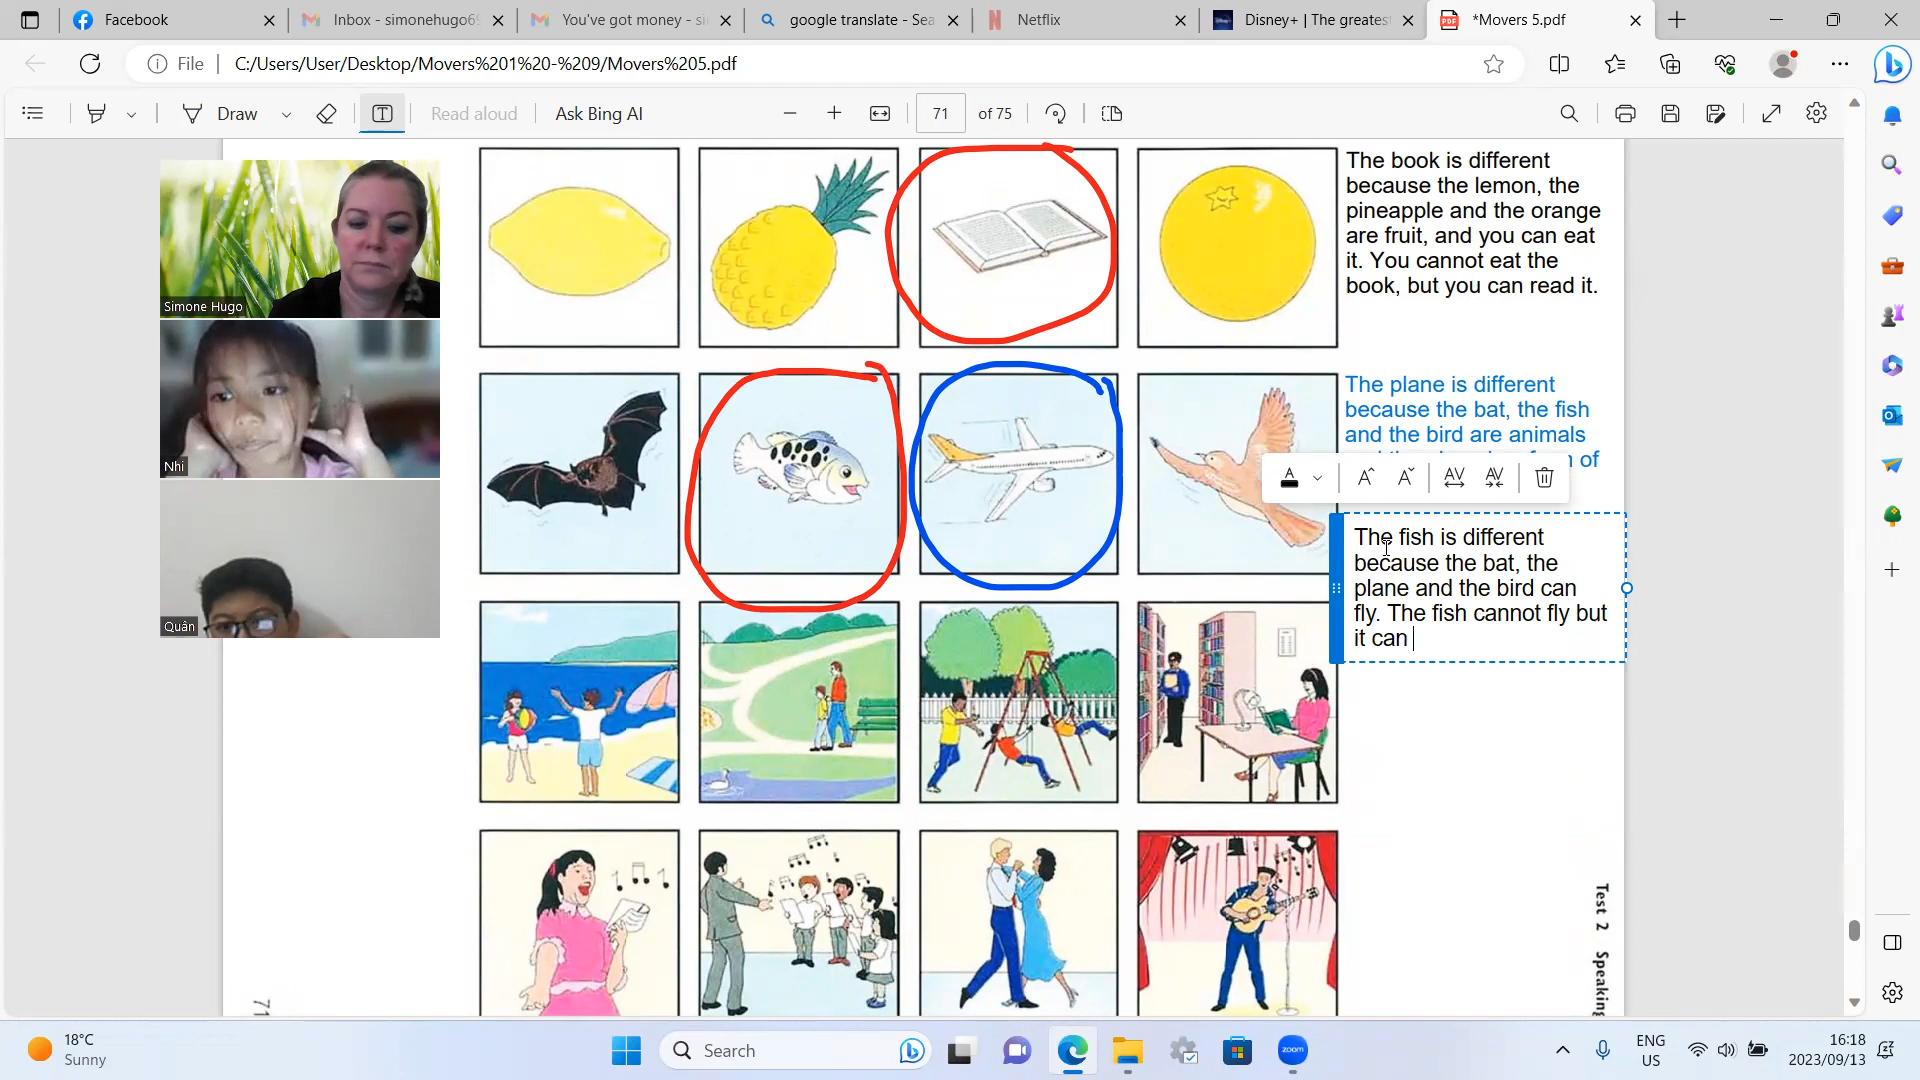 Facebook
Inbox - simonehugo69
You've got money - si
google translate - Sea
Netflix
Disney+ | The greatest
*Movers 5.pdf
File
C:/Users/User/Desktop/Movers%201%20-%209/Movers%205.pdf
Draw
Read aloud
Ask Bing AI
71
of 75
The book is different
because the lemon, the
pineapple and the orange
are fruit, and you can eat
it. You cannot eat the
book, but you can read it.
Simone Hugo
Nhi
Quân
The plane is different
because the bat, the fish
and the bird are animals
n of
The fish is different
because the bat, the
plane and the bird can
fly. The fish cannot fly but
it can
Test 2 Speaking
71
18°C
Sunny
Search
zoom
ENG
US
16:18
2023/09/13